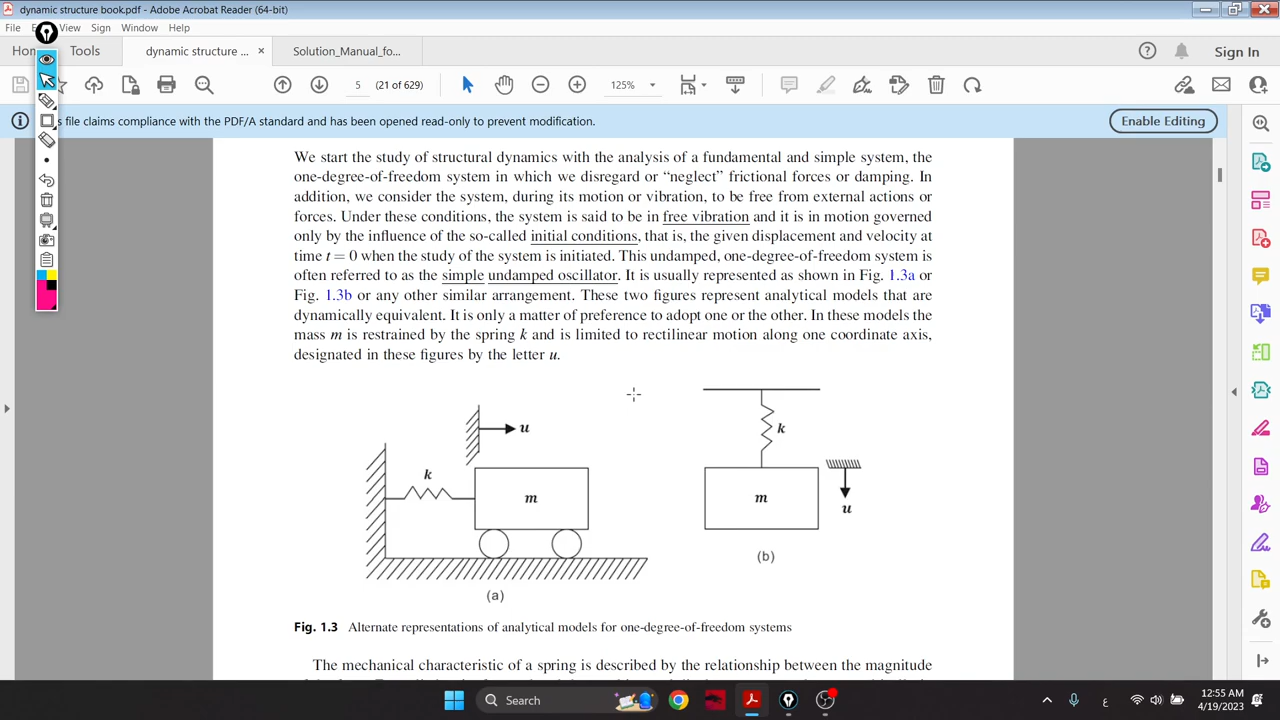 dynamic structure book.pdf - Adobe Acrobat Reader (64-bit)
File View Sign Window Help
Tools dynamic structure ... × Solution_Manual_fo...
Sign In
5 (21 of 629) 125%
file claims compliance with the PDF/A standard and has been opened read-only to prevent modification. Enable Editing
We start the study of structural dynamics with the analysis of a fundamental and simple system, the
one-degree-of-freedom system in which we disregard or “neglect” frictional forces or damping. In
addition, we consider the system, during its motion or vibration, to be free from external actions or
forces. Under these conditions, the system is said to be in free vibration and it is in motion governed
only by the influence of the so-called initial conditions, that is, the given displacement and velocity at
time t = 0 when the study of the system is initiated. This undamped, one-degree-of-freedom system is
often referred to as the simple undamped oscillator. It is usually represented as shown in Fig. 1.3a or
Fig. 1.3b or any other similar arrangement. These two figures represent analytical models that are
dynamically equivalent. It is only a matter of preference to adopt one or the other. In these models the
mass m is restrained by the spring k and is limited to rectilinear motion along one coordinate axis,
designated in these figures by the letter u.
u
k
m
(a)
k
m
u
(b)
Fig. 1.3 Alternate representations of analytical models for one-degree-of-freedom systems
The mechanical characteristic of a spring is described by the relationship between the magnitude
Search
ع
12:55 AM
4/19/2023